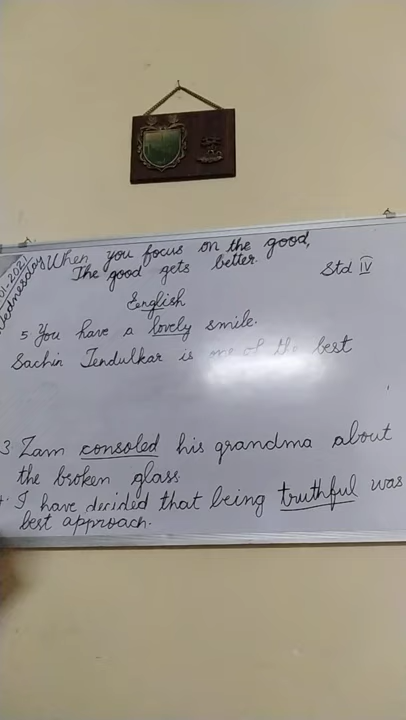 01-2021
Wednesday
When you focus on the good,
The good gets better.
Std IV
English
5 You have a lovely smile.
Sachin Tendulkar is one of the best
3 Zam consoled his grandma about
the broken glass
I have decided that being truthful was
best approach.